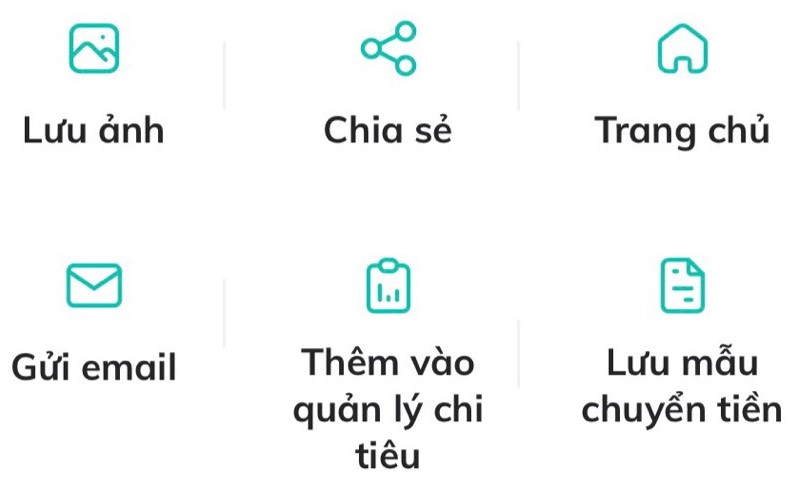 Lưu ảnh
Chia sẻ
Trang chủ
Gửi email
Thêm vào
quản lý chi
tiêu
Lưu mẫu
chuyển tiền